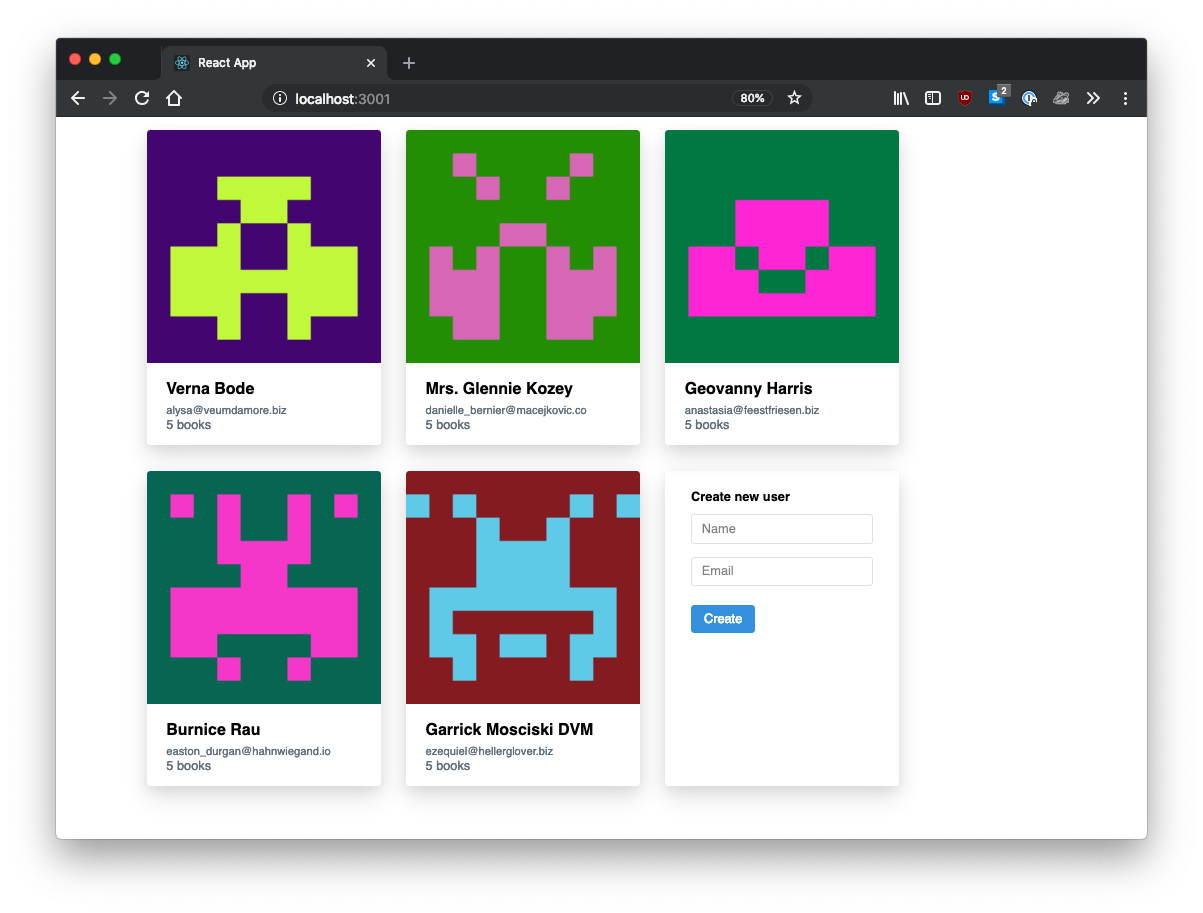 React App
localhost:3001
80%
2
Verna Bode
alysa@veumdamore.biz
5 books
Mrs. Glennie Kozey
danielle_bernier@macejkovic.co
5 books
Geovanny Harris
anastasia@feestfriesen.biz
5 books
Burnice Rau
easton_durgan@hahnwiegand.io
5 books
Garrick Mosciski DVM
ezequiel@hellerglover.biz
5 books
Create new user
Name
Email
Create